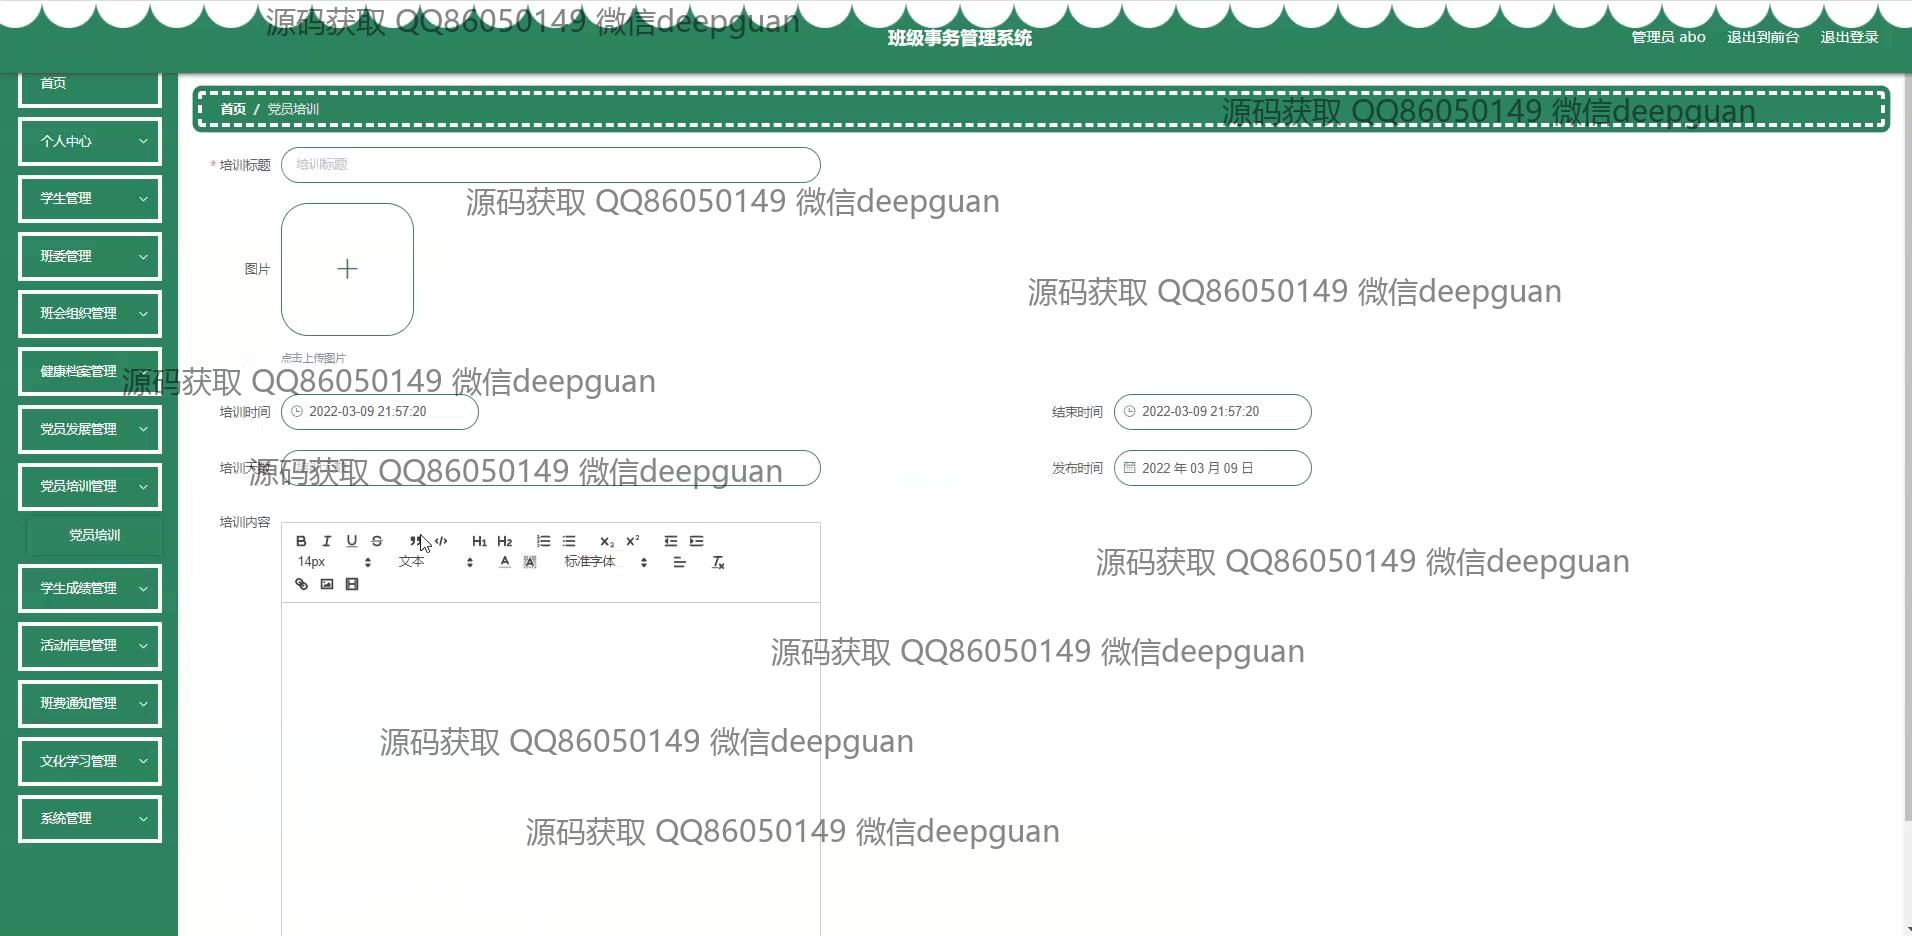 源码获取 QQ86050149 微信deepguan
班级事务管理系统
管理员 abo 退出到前台 退出登录
首页
首页 / 党员培训
源码获取 QQ86050149 微信deepguan
个人中心
* 培训标题 培训标题
学生管理
源码获取 QQ86050149 微信deepguan
班委管理
图片
源码获取 QQ86050149 微信deepguan
班会组织管理
点击上传图片
健康档案管理
源码获取 QQ86050149 微信deepguan
培训时间 2022-03-09 21:57:20 结束时间 2022-03-09 21:57:20
党员发展管理
培训天数 发布时间 2022 年 03 月 09 日
源码获取 QQ86050149 微信deepguan
党员培训管理
培训内容
党员培训
B I U S H1 H2 X2 X2
14px 文本 A A 标准字体 Tx
源码获取 QQ86050149 微信deepguan
学生成绩管理
活动信息管理
源码获取 QQ86050149 微信deepguan
班费通知管理
源码获取 QQ86050149 微信deepguan
文化学习管理
系统管理
源码获取 QQ86050149 微信deepguan